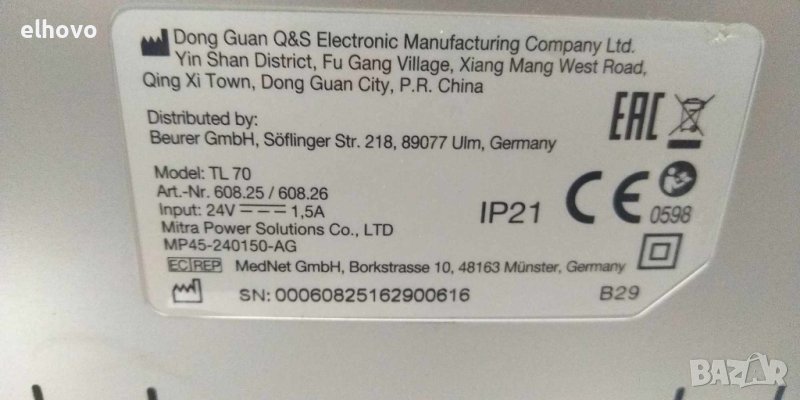 elhovo
Dong Guan Q&S Electronic Manufacturing Company Ltd.
Yin Shan District, Fu Gang Village, Xiang Mang West Road,
Qing Xi Town, Dong Guan City, P.R. China
Distributed by:
Beurer GmbH, Söflinger Str. 218, 89077 Ulm, Germany
EAC
Model: TL 70
Art.-Nr. 608.25 / 608.26
Input: 24V 1,5A
Mitra Power Solutions Co., LTD
MP45-240150-AG
IP21
CE
0598
EC REP MedNet GmbH, Borkstrasse 10, 48163 Münster, Germany
SN: 00060825162900616
B29
BAZAR